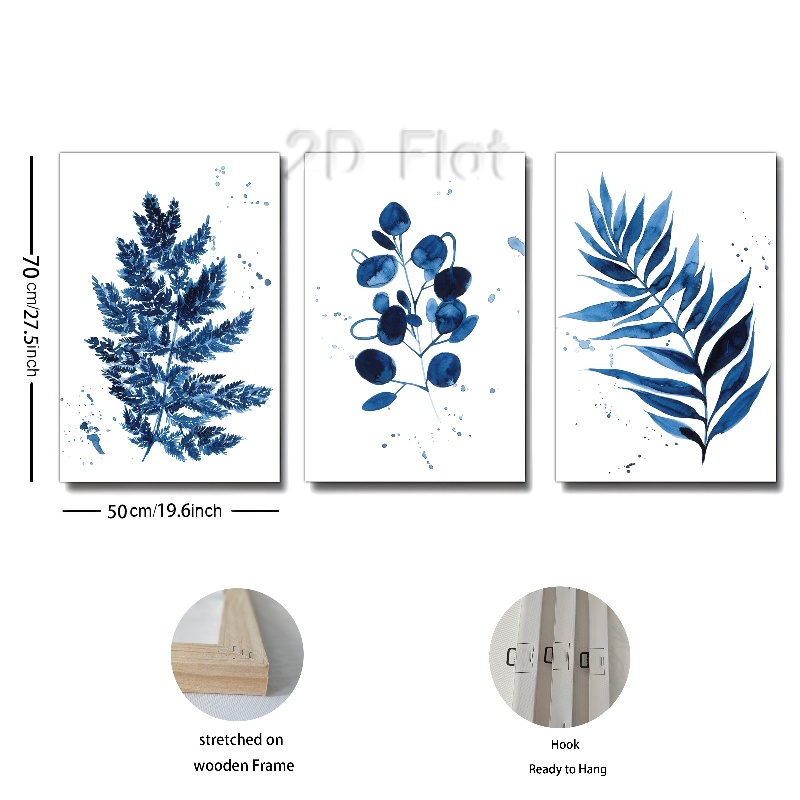 2D Flat
70 cm/27.5inch
50 cm/19.6inch
stretched on
wooden Frame
Hook
Ready to Hang